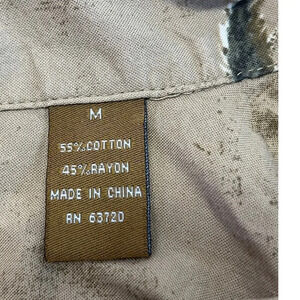 M
55% COTTON
45% RAYON
MADE IN CHINA
RN 63720